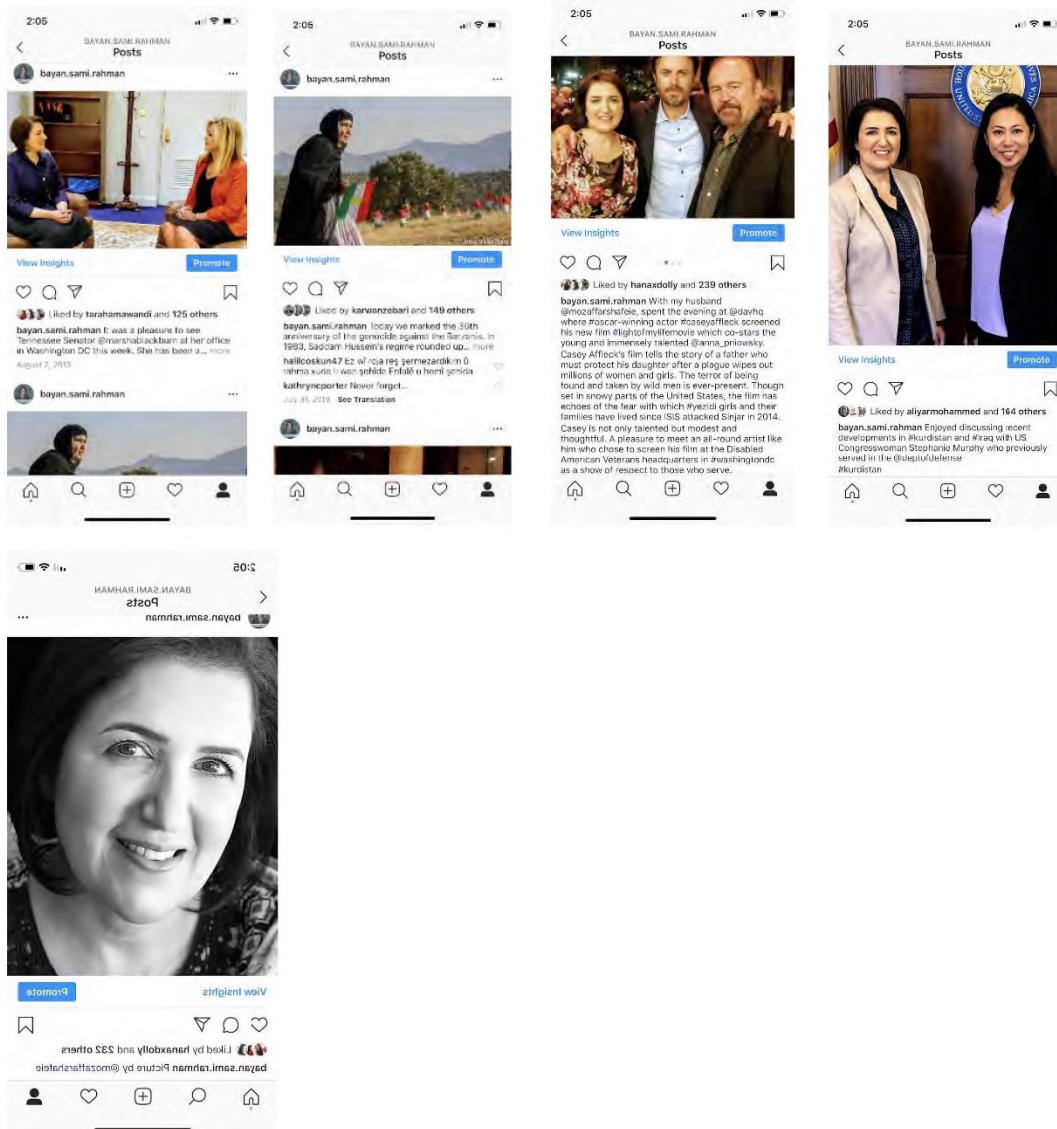 2:05
BAYAN.SAMI.RAHMAN
Posts
bayan.sami.rahman
View Insights
Promote
Liked by tarahamawandi and 125 others
bayan.sami.rahman It was a pleasure to see
Tennessee Senator @marshablackburn at her office
in Washington DC this week. She has been a... more
August 2, 2019
bayan.sami.rahman
2:05
BAYAN.SAMI.RAHMAN
Posts
bayan.sami.rahman
View Insights
Promote
Liked by karwanzebari and 149 others
bayan.sami.rahman Today we marked the 36th
anniversary of the genocide against the Barzanis. In
1983, Saddam Hussein's regime rounded up... more
halilcoskun47 Ez wî roja reş şermezardikim û
rahma xuda li wan şehîda Enfalê u hemî şehîda
kathryncporter Never forget...
July 31, 2019 See Translation
bayan.sami.rahman
2:05
BAYAN.SAMI.RAHMAN
Posts
View Insights
Promote
Liked by hanaxdolly and 239 others
bayan.sami.rahman With my husband
@mozaffarshafeie, spent the evening at @davhq
where #oscar-winning actor #caseyaffleck screened
his new film #lightofmylifemovie which co-stars the
young and immensely talented @anna_pniowsky.
Casey Affleck's film tells the story of a father who
must protect his daughter after a plague wipes out
millions of women and girls. The terror of being
found and taken by wild men is ever-present. Though
set in snowy parts of the United States, the film has
echoes of the fear with which #yezidi girls and their
families have lived since ISIS attacked Sinjar in 2014.
Casey is not only talented but modest and
thoughtful. A pleasure to meet an all-round artist like
him who chose to screen his film at the Disabled
American Veterans headquarters in #washingtondc
as a show of respect to those who serve.
2:05
BAYAN.SAMI.RAHMAN
Posts
View Insights
Promote
Liked by aliyarmohammed and 164 others
bayan.sami.rahman Enjoyed discussing recent
developments in #kurdistan and #iraq with US
Congresswoman Stephanie Murphy who previously
served in the @deptofdefense
#kurdistan
2:05
BAYAN.SAMI.RAHMAN
Posts
bayan.sami.rahman
View Insights
Promote
Liked by hanaxdolly and 232 others
bayan.sami.rahman Picture by @mozaffarshafeie